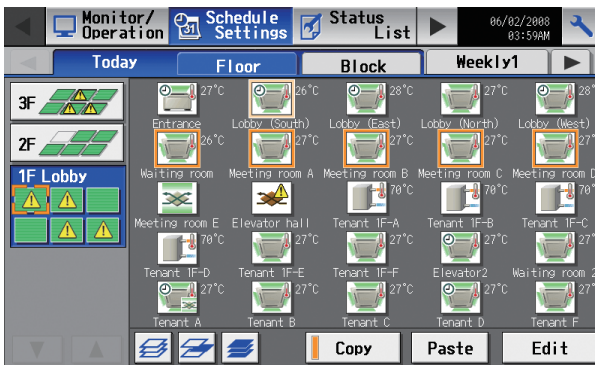 Monitor/ Operation
Schedule Settings
Status List
06/02/2008
03:59AM
Today
Floor
Block
Weekly1
3F
2F
1F Lobby
27°C
26°C
28°C
27°C
28°
Entrance
Lobby (South)
Lobby (East)
Lobby (North)
Lobby (West)
26°C
27°C
27°C
27°C
27°
Waiting room
Meeting room A
Meeting room B
Meeting room C
Meeting room D
70°C
70°C
70°
Meeting room E
Elevator hall
Tenant 1F-A
Tenant 1F-B
Tenant 1F-C
70°C
27°C
27°C
27°C
27°
Tenant 1F-D
Tenant 1F-E
Tenant 1F-F
Elevator2
Waiting room 2
27°C
27°C
27°C
27°C
27°
Tenant A
Tenant B
Tenant C
Tenant D
Tenant F
Copy
Paste
Edit